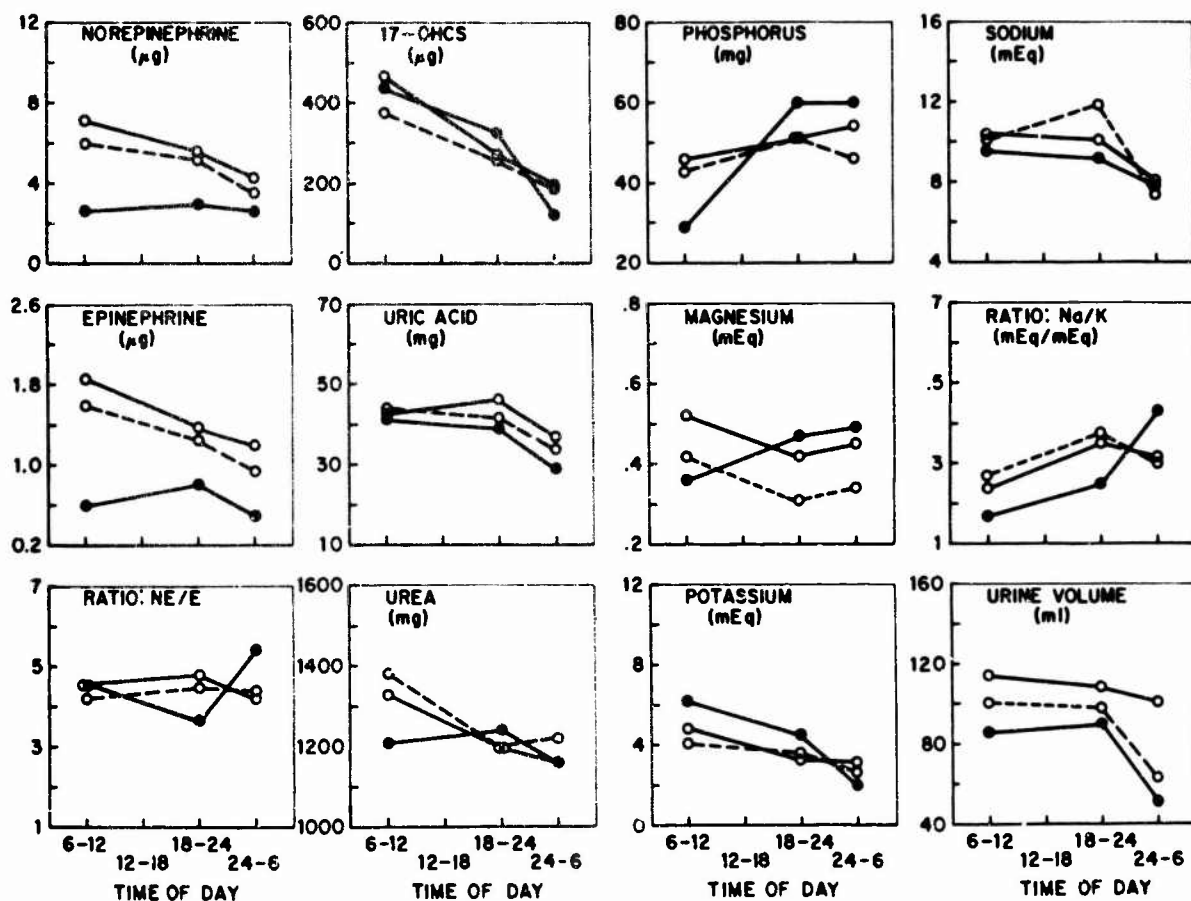 NOREPINEPHRINE
(μg)
12
8
4
0
17-OHCS
(μg)
600
400
200
0
PHOSPHORUS
(mg)
80
60
40
20
SODIUM
(mEq)
16
12
8
4
EPINEPHRINE
(μg)
2.6
1.8
1.0
0.2
URIC ACID
(mg)
70
50
30
10
MAGNESIUM
(mEq)
.8
.6
.4
.2
RATIO: Na/K
(mEq/mEq)
.7
.5
.3
.1
RATIO: NE/E
7
5
3
1
6-12 18-24
12-18 24-6
TIME OF DAY
UREA
(mg)
1600
1400
1200
1000
6-12 18-24
12-18 24-6
TIME OF DAY
POTASSIUM
(mEq)
12
8
4
0
6-12 18-24
12-18 24-6
TIME OF DAY
URINE VOLUME
(ml)
160
120
80
40
6-12 18-24
12-18 24-6
TIME OF DAY